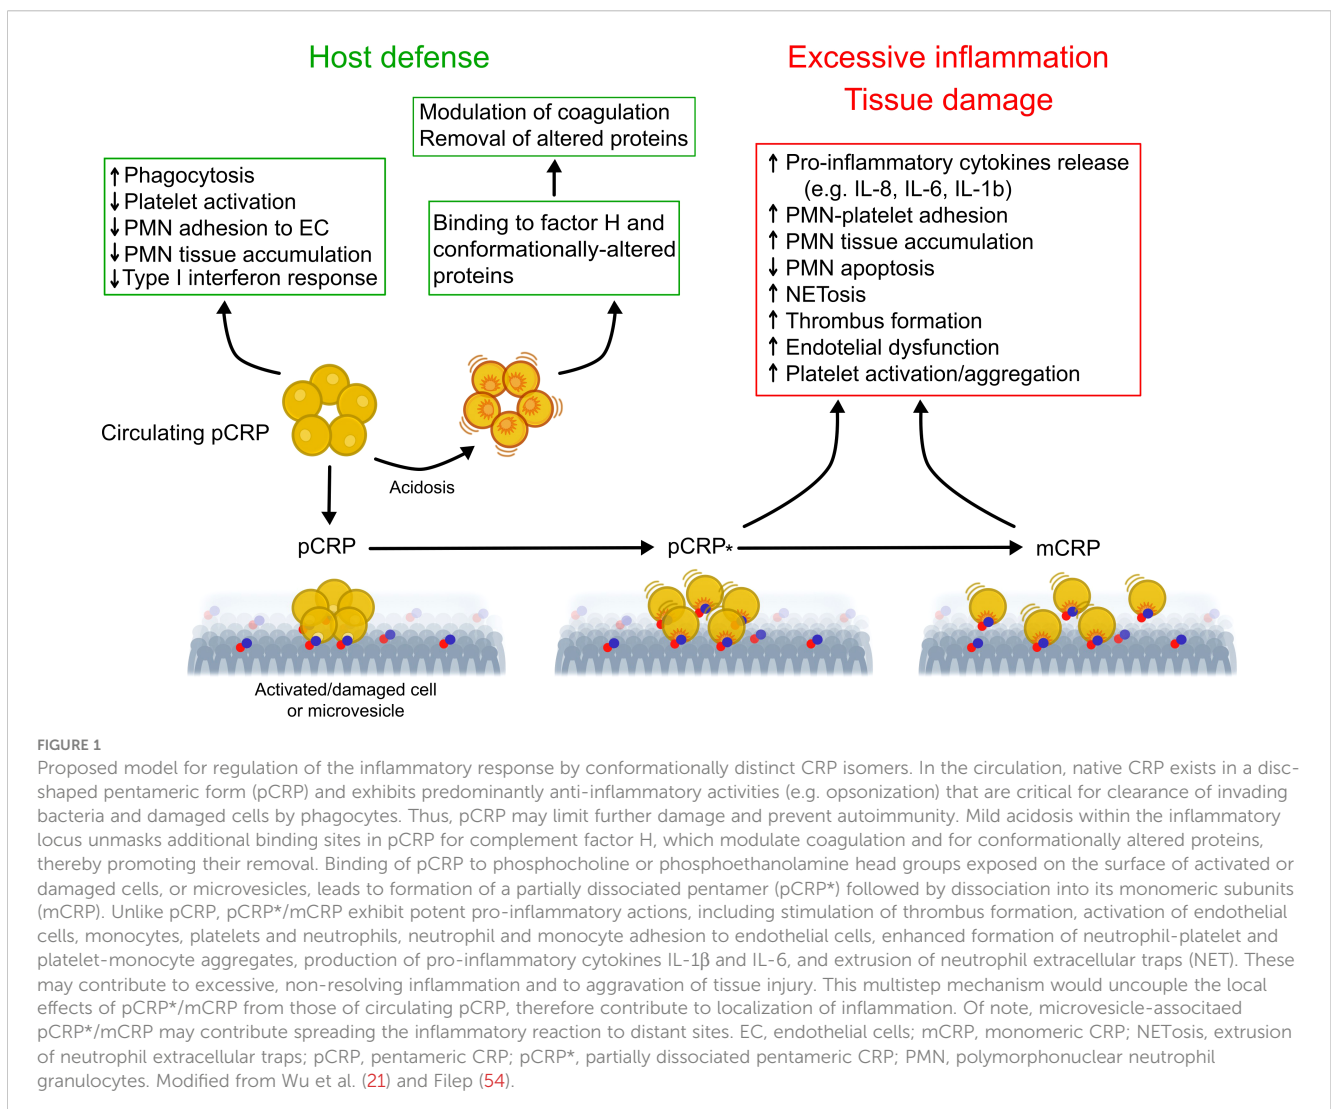 Host defense
Excessive inflammation
Tissue damage
Modulation of coagulation
Removal of altered proteins
↑ Phagocytosis
↓ Platelet activation
↓ PMN adhesion to EC
↓ PMN tissue accumulation
↓ Type I interferon response
Binding to factor H and
conformationally-altered
proteins
↑ Pro-inflammatory cytokines release
(e.g. IL-8, IL-6, IL-1b)
↑ PMN-platelet adhesion
↑ PMN tissue accumulation
↓ PMN apoptosis
↑ NETosis
↑ Thrombus formation
↑ Endotelial dysfunction
↑ Platelet activation/aggregation
Circulating pCRP
Acidosis
pCRP
pCRP*
mCRP
Activated/damaged cell
or microvesicle
FIGURE 1
Proposed model for regulation of the inflammatory response by conformationally distinct CRP isomers. In the circulation, native CRP exists in a disc-
shaped pentameric form (pCRP) and exhibits predominantly anti-inflammatory activities (e.g. opsonization) that are critical for clearance of invading
bacteria and damaged cells by phagocytes. Thus, pCRP may limit further damage and prevent autoimmunity. Mild acidosis within the inflammatory
locus unmasks additional binding sites in pCRP for complement factor H, which modulate coagulation and for conformationally altered proteins,
thereby promoting their removal. Binding of pCRP to phosphocholine or phosphoethanolamine head groups exposed on the surface of activated or
damaged cells, or microvesicles, leads to formation of a partially dissociated pentamer (pCRP*) followed by dissociation into its monomeric subunits
(mCRP). Unlike pCRP, pCRP*/mCRP exhibit potent pro-inflammatory actions, including stimulation of thrombus formation, activation of endothelial
cells, monocytes, platelets and neutrophils, neutrophil and monocyte adhesion to endothelial cells, enhanced formation of neutrophil-platelet and
platelet-monocyte aggregates, production of pro-inflammatory cytokines IL-1β and IL-6, and extrusion of neutrophil extracellular traps (NET). These
may contribute to excessive, non-resolving inflammation and to aggravation of tissue injury. This multistep mechanism would uncouple the local
effects of pCRP*/mCRP from those of circulating pCRP, therefore contribute to localization of inflammation. Of note, microvesicle-associtaed
pCRP*/mCRP may contribute spreading the inflammatory reaction to distant sites. EC, endothelial cells; mCRP, monomeric CRP; NETosis, extrusion
of neutrophil extracellular traps; pCRP, pentameric CRP; pCRP*, partially dissociated pentameric CRP; PMN, polymorphonuclear neutrophil
granulocytes. Modified from Wu et al. (21) and Filep (54).